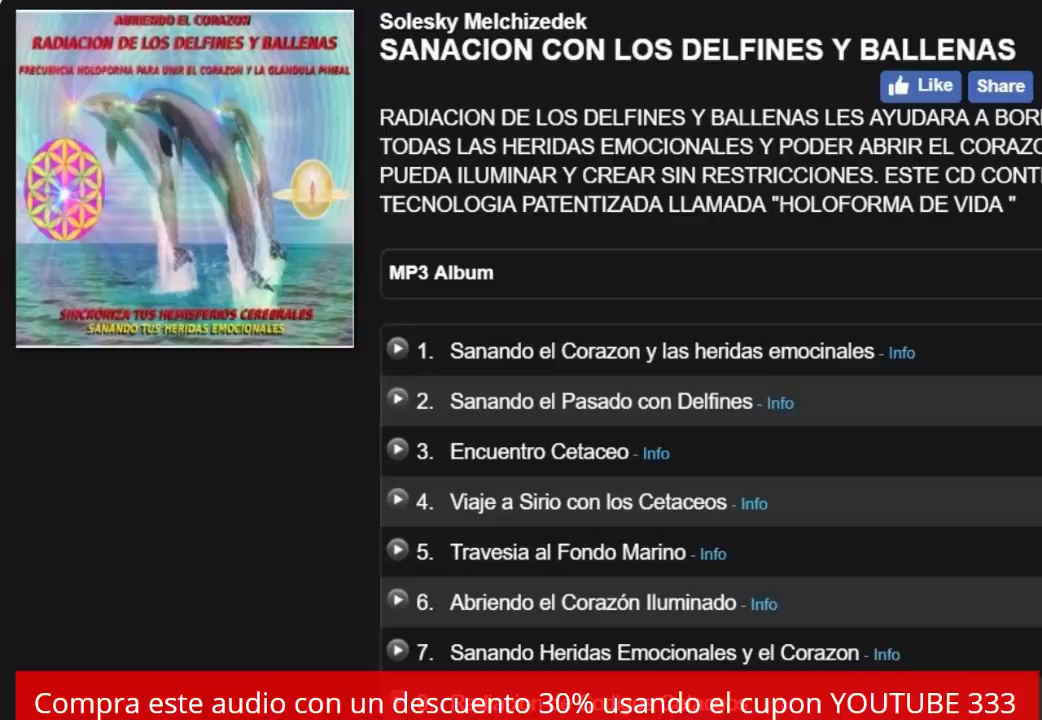 ABRIENDO EL CORAZON
RADIACION DE LOS DELFINES Y BALLENAS
FRECUENCIA HOLOFORMA PARA UNIR EL CORAZON Y LA GLANDULA PINEAL
SINCRONIZA TUS HEMISFERIOS CEREBRALES
SANANDO TUS HERIDAS EMOCIONALES
Solesky Melchizedek
SANACION CON LOS DELFINES Y BALLENAS
Like Share
RADIACION DE LOS DELFINES Y BALLENAS LES AYUDARA A
TODAS LAS HERIDAS EMOCIONALES Y PODER ABRIR EL
PUEDA ILUMINAR Y CREAR SIN RESTRICCIONES. ESTE CD
TECNOLOGIA PATENTIZADA LLAMADA "HOLOFORMA DE VIDA "
MP3 Album
1. Sanando el Corazon y las heridas emocinales - Info
2. Sanando el Pasado con Delfines - Info
3. Encuentro Cetaceo - Info
4. Viaje a Sirio con los Cetaceos - Info
5. Travesia al Fondo Marino - Info
6. Abriendo el Corazón Iluminado - Info
7. Sanando Heridas Emocionales y el Corazon - Info
Compra este audio con un descuento 30% usando el cupon YOUTUBE 333